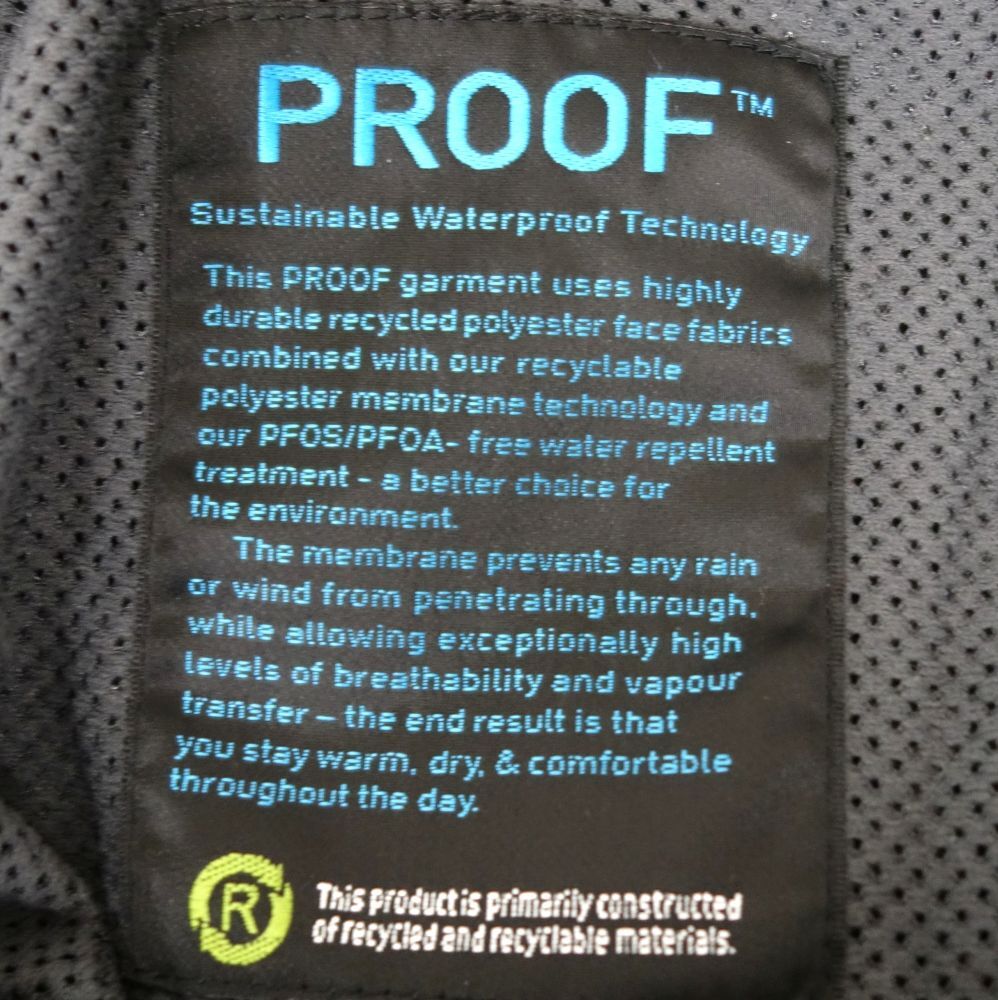 PROOF™
Sustainable Waterproof Technology
This PROOF garment uses highly
durable recycled polyester face fabrics
combined with our recyclable
polyester membrane technology and
our PFOS/PFOA- free water repellent
treatment - a better choice for
the environment.
The membrane prevents any rain
or wind from penetrating through,
while allowing exceptionally high
levels of breathability and vapour
transfer – the end result is that
you stay warm, dry, & comfortable
throughout the day.
R
This product is primarily constructed
of recycled and recyclable materials.